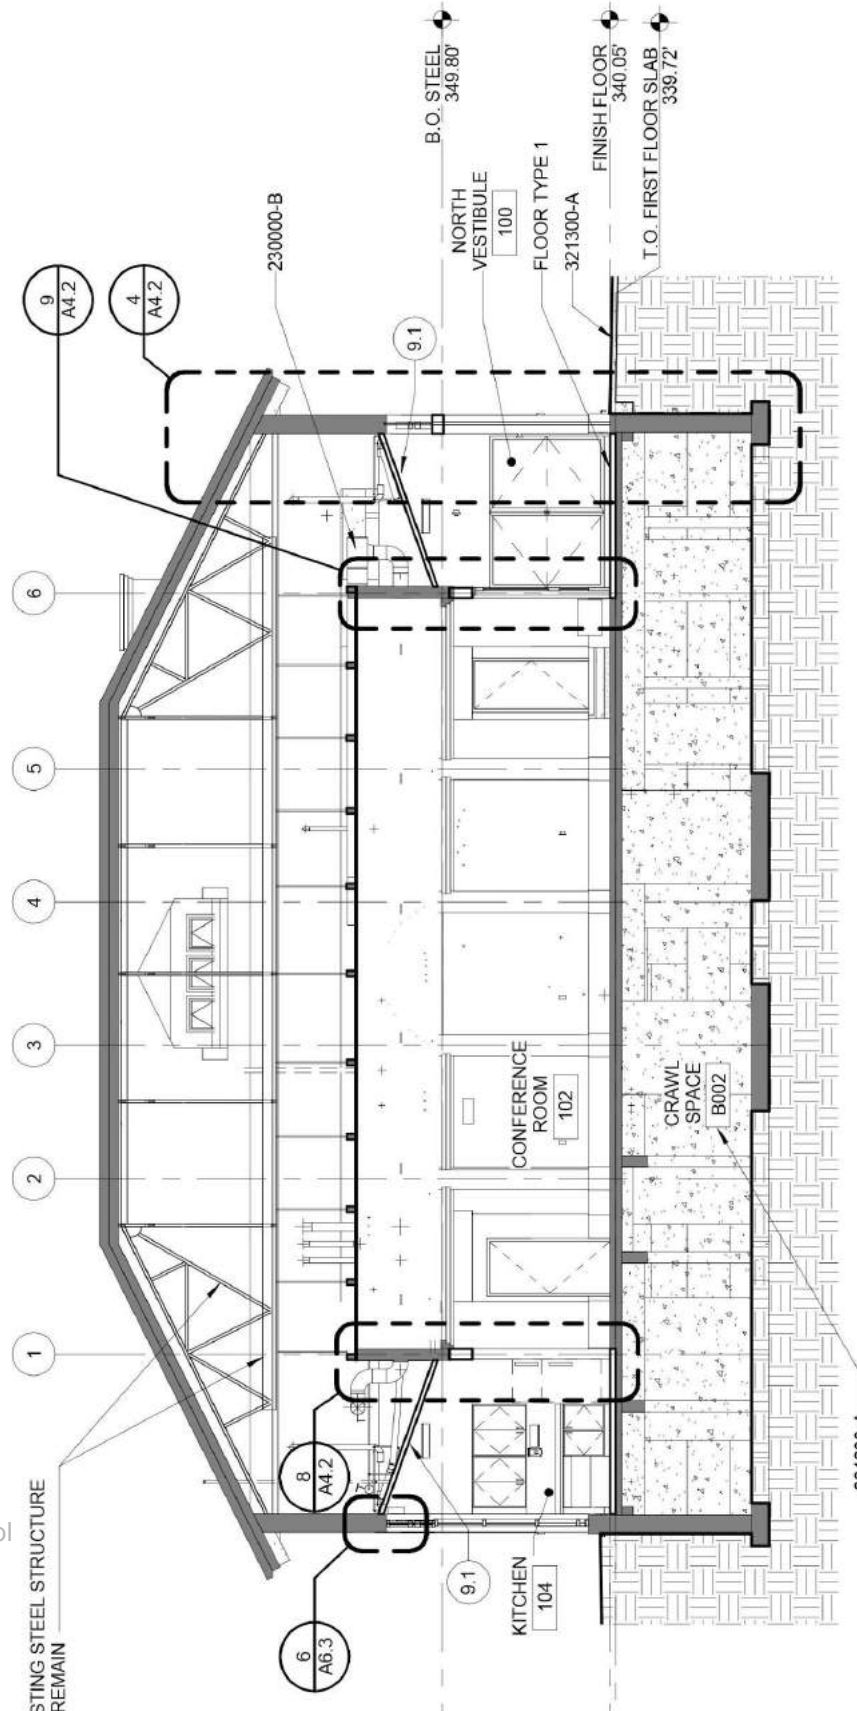 9
A4.2
4
A4.2
230000-B
9.1
B.O. STEEL
349.80'
NORTH
VESTIBULE
100
FLOOR TYPE 1
321300-A
FINISH FLOOR
340.05'
T.O. FIRST FLOOR SLAB
339.72'
6
5
4
3
2
1
CONFERENCE
ROOM
102
CRAWL
SPACE
B002
8
A4.2
6
A6.3
9.1
KITCHEN
104
STING STEEL STRUCTURE
REMAIN
ol